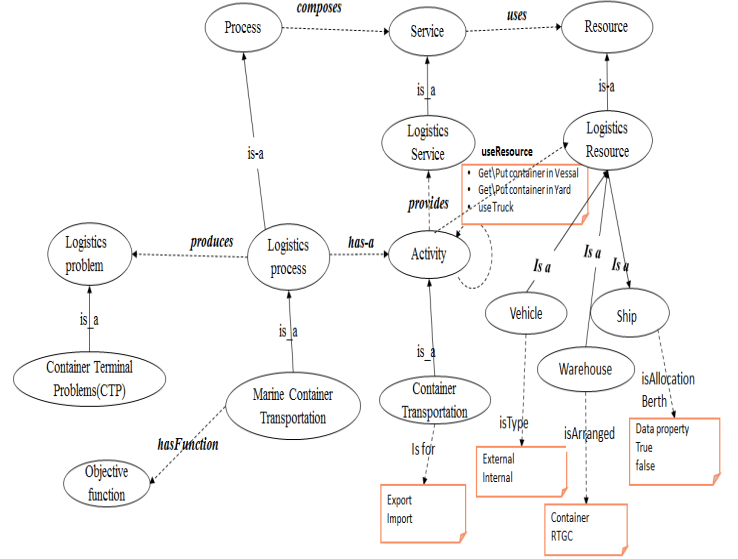 composes
uses
Process
Service
Resource
is_a
is-a
Logistics
Service
Logistics
Resource
useResource
is-a
• Get\Put container in Vessal
• Get\Put container in Yard
• use Truck
provides
Logistics
problem
produces
Logistics
process
has-a
Activity
Is a
Is a
Is a
Vehicle
Ship
is_a
is_a
is_a
Container Terminal
Problems(CTP)
Marine Container
Transportation
Container
Transportation
Warehouse
isAllocation
Berth
isType
isArranged
Data property
True
false
hasFunction
Is for
External
Internal
Objective
function
Export
Import
Container
RTGC